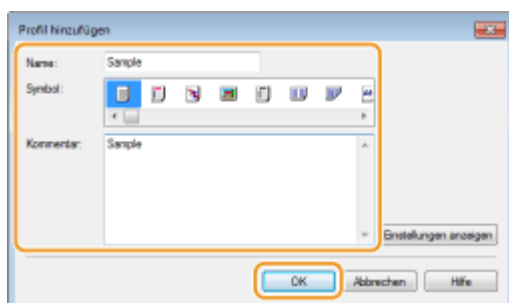 Profil hinzufügen
Name: Sample
Symbol:
Kommentar: Sample
Einstellungen anzeigen
OK Abbrechen Hilfe